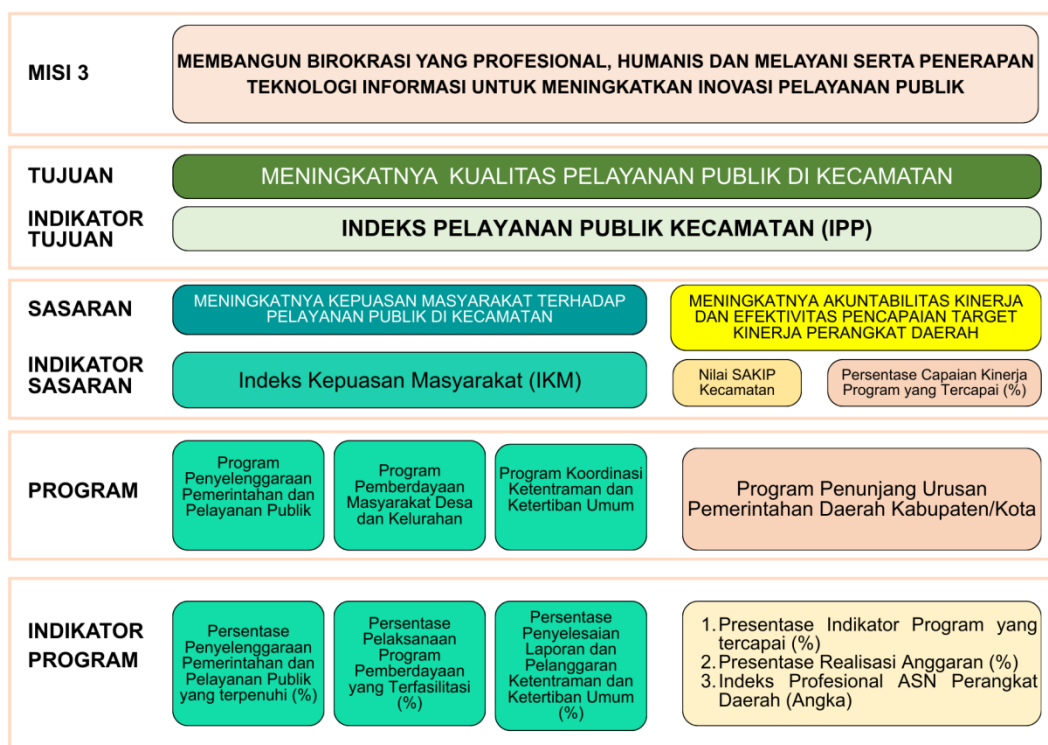 MISI 3
MEMBANGUN BIROKRASI YANG PROFESIONAL, HUMANIS DAN MELAYANI SERTA PENERAPAN
TEKNOLOGI INFORMASI UNTUK MENINGKATKAN INOVASI PELAYANAN PUBLIK
TUJUAN
MENINGKATNYA KUALITAS PELAYANAN PUBLIK DI KECAMATAN
INDIKATOR
TUJUAN
INDEKS PELAYANAN PUBLIK KECAMATAN (IPP)
SASARAN
MENINGKATNYA KEPUASAN MASYARAKAT TERHADAP
PELAYANAN PUBLIK DI KECAMATAN
MENINGKATNYA AKUNTABILITAS KINERJA
DAN EFEKTIVITAS PENCAPAIAN TARGET
KINERJA PERANGKAT DAERAH
INDIKATOR
SASARAN
Indeks Kepuasan Masyarakat (IKM)
Nilai SAKIP
Kecamatan
Persentase Capaian Kinerja
Program yang Tercapai (%)
PROGRAM
Program
Penyelenggaraan
Pemerintahan dan
Pelayanan Publik
Program
Pemberdayaan
Masyarakat Desa
dan Kelurahan
Program Koordinasi
Ketentraman dan
Ketertiban Umum
Program Penunjang Urusan
Pemerintahan Daerah Kabupaten/Kota
INDIKATOR
PROGRAM
Persentase
Penyelenggaraan
Pemerintahan dan
Pelayanan Publik
yang terpenuhi (%)
Persentase
Pelaksanaan
Program
Pemberdayaan
yang Terfasilitasi
(%)
Persentase
Penyelesaian
Laporan dan
Pelanggaran
Ketentraman dan
Ketertiban Umum
(%)
1. Presentase Indikator Program yang
tercapai (%)
2. Presentase Realisasi Anggaran (%)
3. Indeks Profesional ASN Perangkat
Daerah (Angka)